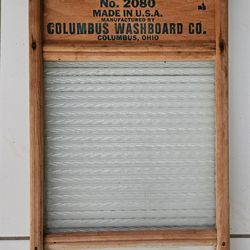 No. 2080
MADE IN U.S.A.
MANUFACTURED BY
COLUMBUS WASHBOARD CO.
COLUMBUS, OHIO